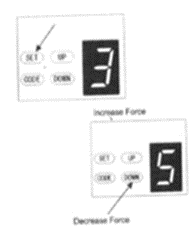 SET UP
CODE DOWN
3
Increase Force
SET UP
CODE DOWN
5
Decrease Force